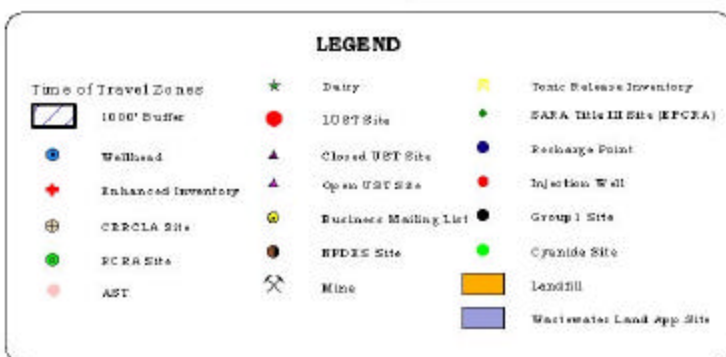 LEGEND
Time of Travel Zones
1000' Buffer
Wellhead
Enhanced Inventory
CERCLA Site
RCRA Site
AST
Dairy
LUST Site
Closed UST Site
Open UST Site
Business Mailing List
NPDES Site
Mine
Toxic Release Inventory
SARA Title III Site (EPCRA)
Recharge Point
Injection Well
Group 1 Site
Cyanide Site
Landfill
Wastewater Land App Site